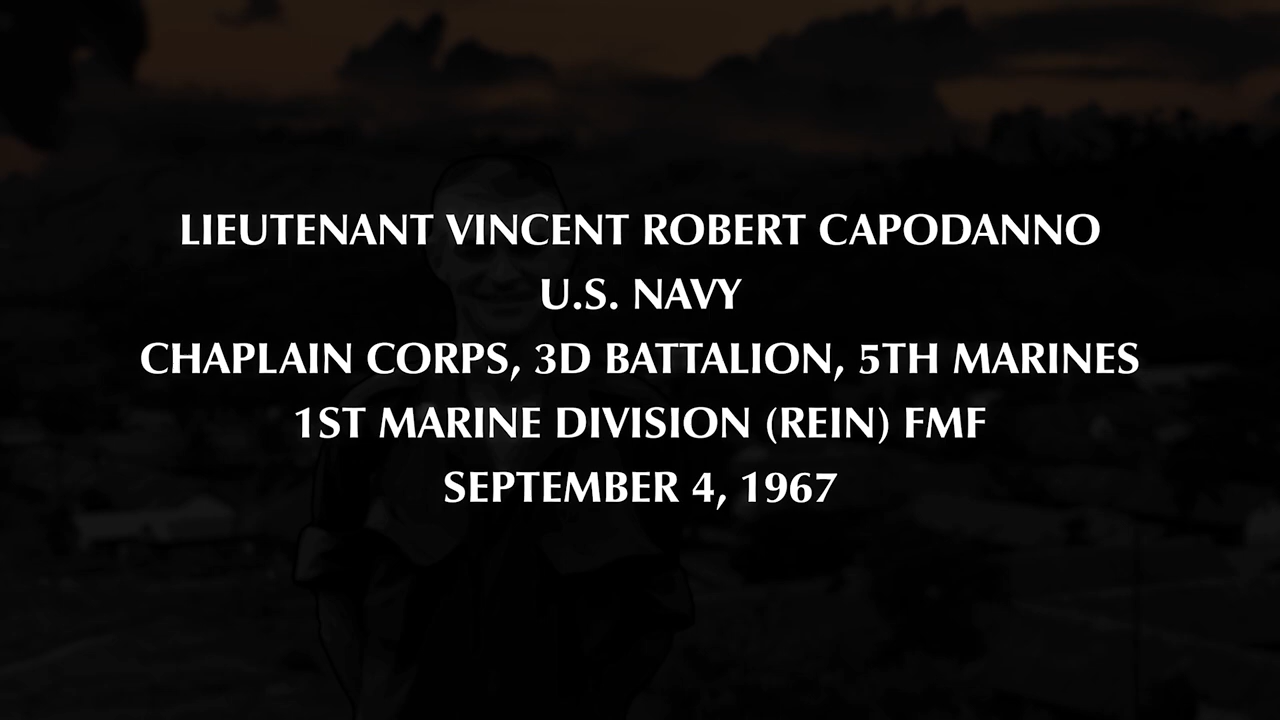 LIEUTENANT VINCENT ROBERT CAPODANNO
U.S. NAVY
CHAPLAIN CORPS, 3D BATTALION, 5TH MARINES
1ST MARINE DIVISION (REIN) FMF
SEPTEMBER 4, 1967